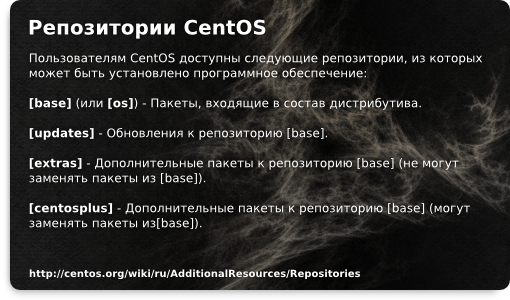 Репозитории CentOS
Пользователям CentOS доступны следующие репозитории, из которых
может быть установлено программное обеспечение:
[base] (или [os]) - Пакеты, входящие в состав дистрибутива.
[updates] - Обновления к репозиторию [base].
[extras] - Дополнительные пакеты к репозиторию [base] (не могут
заменять пакеты из [base]).
[centosplus] - Дополнительные пакеты к репозиторию [base] (могут
заменять пакеты из[base]).
http://centos.org/wiki/ru/AdditionalResources/Repositories